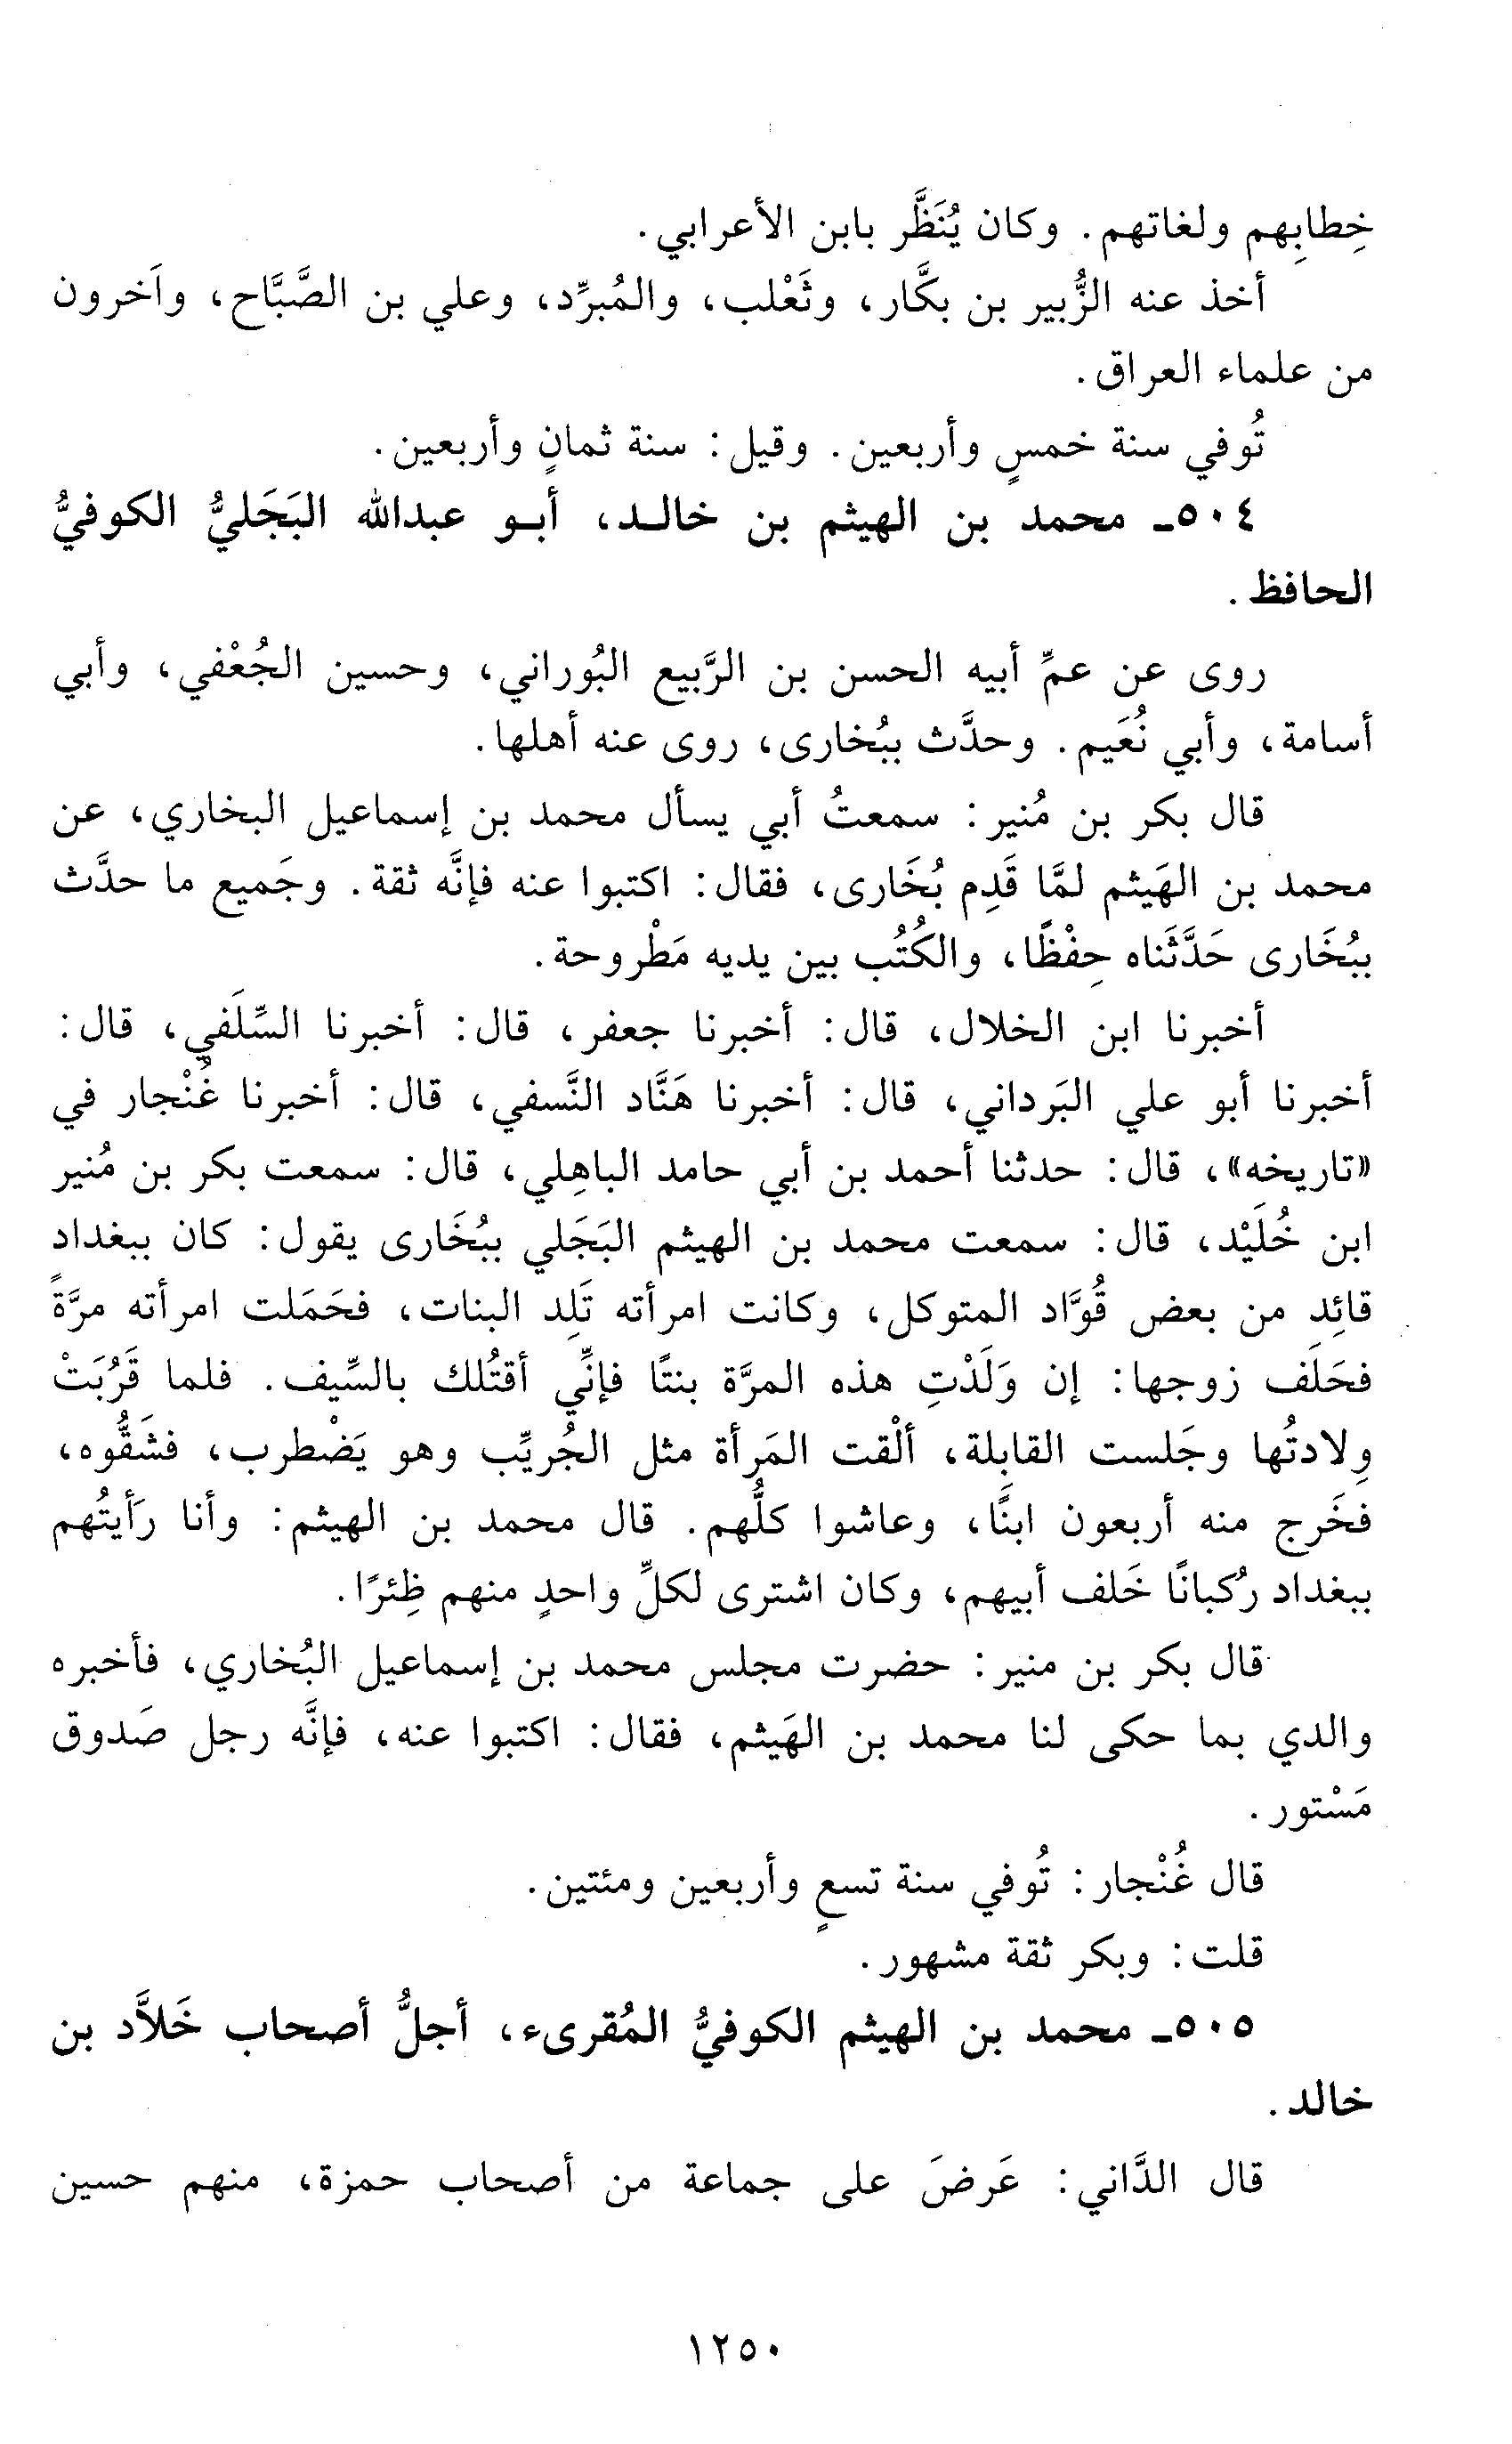 خِطابِهم ولغاتهم. وكان يُنَظَّر بابن الأعرابي.
أخذ عنه الزُّبير بن بكَّار، وثَعْلب، والمُبرِّد، وعلي بن الصَّبَّاح، وآخرون
من علماء العراق.
تُوفي سنة خمسٍ وأربعين. وقيل: سنة ثمانٍ وأربعين.
٥٠٤ـ محمد بن الهيثم بن خالـد، أبـو عبدالله البَجَليُّ الكوفيُّ
الحافظ.
روى عن عمِّ أبيه الحسن بن الرَّبيع البُوراني، وحسين الجُعْفي، وأبي
أسامة، وأبي نُعَيم. وحدَّث ببُخارى، روى عنه أهلها.
قال بكر بن مُنير: سمعتُ أبي يسأل محمد بن إسماعيل البخاري، عن
محمد بن الهَيثم لمَّا قَدِم بُخَارى، فقال: اكتبوا عنه فإنَّه ثقة. وجَميع ما حدَّث
ببُخَارى حَدَّثَناه حِفْظًا، والكُتُب بين يديه مَطْروحة.
أخبرنا ابن الخلال، قال: أخبرنا جعفر، قال: أخبرنا السِّلَفي، قال:
أخبرنا أبو علي البَرداني، قال: أخبرنا هَنَّاد النَّسفي، قال: أخبرنا غُنْجار في
«تاريخه»، قال: حدثنا أحمد بن أبي حامد الباهِلي، قال: سمعت بكر بن مُنير
ابن خُلَيْد، قال: سمعت محمد بن الهيثم البَجَلي ببُخَارى يقول: كان ببغداد
قائِد من بعض قُوَّاد المتوكل، وكانت امرأته تَلِد البنات، فحَمَلت امرأته مرَّةً
فحَلَف زوجها: إن وَلَدْتِ هذه المرَّة بنتًا فإنِّي أقتُلك بالسِّيف. فلما قَرُبَتْ
وِلادتُها وجَلست القابلة، ألْقت المَرأة مثل الجُريِّب وهو يَضْطرب، فشَقُّوه،
فخَرج منه أربعون ابنًا، وعاشوا كلُّهم. قال محمد بن الهيثم: وأنا رَأيتُهم
ببغداد رُكبانًا خَلف أبيهم، وكان اشترى لكلِّ واحدٍ منهم ظِئرًا.
قال بكر بن منير: حضرت مجلس محمد بن إسماعيل البُخاري، فأخبره
والدي بما حكى لنا محمد بن الهَيثم، فقال: اكتبوا عنه، فإنَّه رجل صَدوق
مَسْتور.
قال غُنْجار: تُوفي سنة تسعٍ وأربعين ومئتين.
قلت: وبكر ثقة مشهور.
٥٠٥ـ محمد بن الهيثم الكوفيُّ المُقرىء، أجلُّ أصحاب خَلاَّد بن
خالد.
قال الدَّاني: عَرضَ على جماعة من أصحاب حمزة، منهم حسين
١٢٥٠